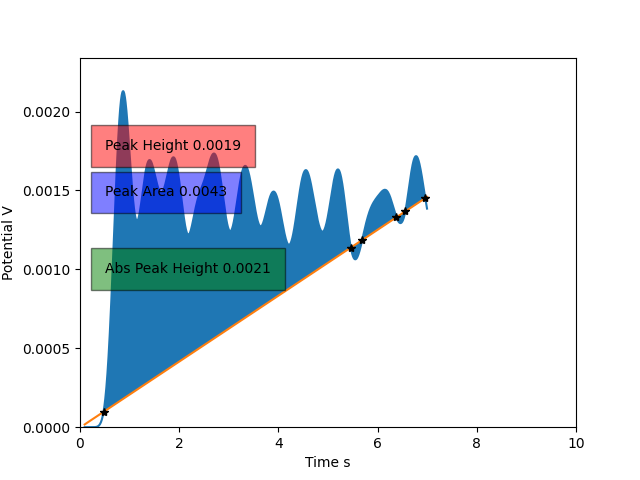 0.0020
0.0015
0.0010
0.0005
0.0000
Potential V
Peak Height 0.0019
Peak Area 0.0043
Abs Peak Height 0.0021
0 2 4 6 8 10
Time s